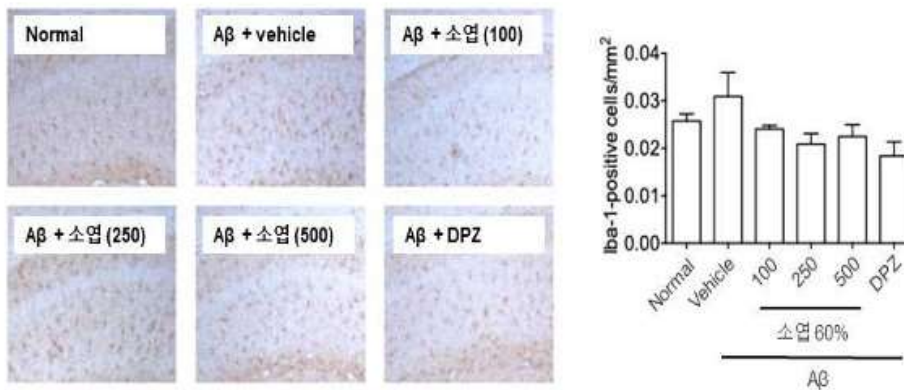 Normal
Aβ + vehicle
Aβ + 소엽 (100)
Aβ + 소엽 (250)
Aβ + 소엽 (500)
Aβ + DPZ
Iba-1-positive cells/mm²
0.04
0.03
0.02
0.01
0.00
Normal
Vehicle
100
250
500
DPZ
소엽 60%
Aβ